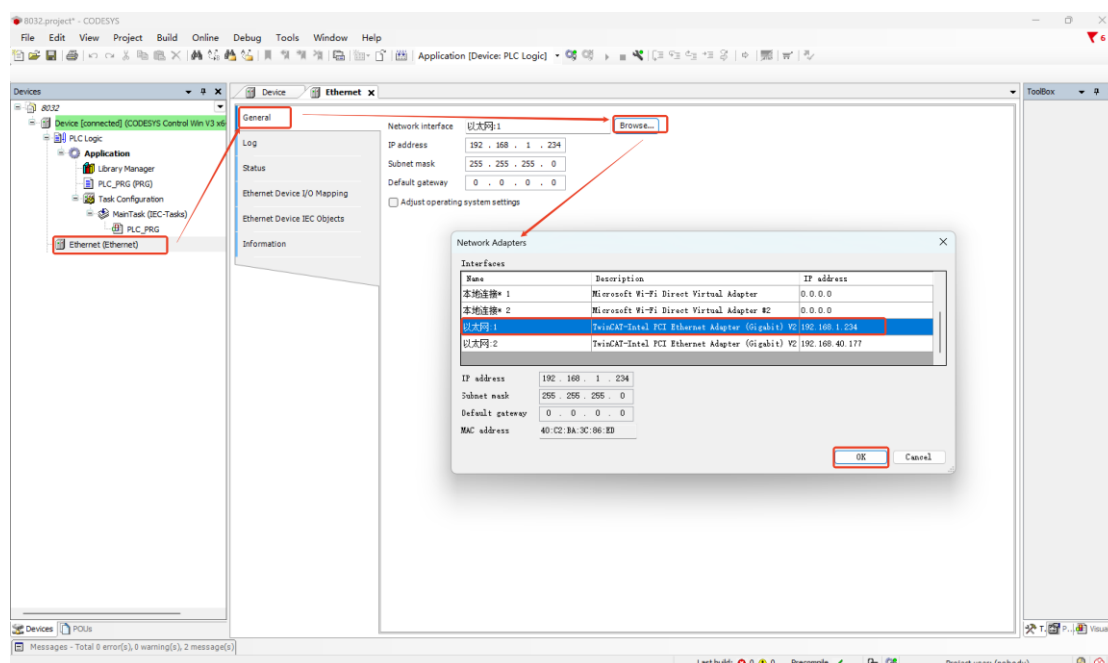 8032.project* - CODESYS
File Edit View Project Build Online Debug Tools Window Help
6
Application [Device: PLC Logic]
Devices
8032
Device [connected] (CODESYS Control Win V3 x6
PLC Logic
Application
Library Manager
PLC_PRG (PRG)
Task Configuration
MainTask (IEC-Tasks)
PLC_PRG
Ethernet (Ethernet)
Devices POUs
Device Ethernet
General
Log
Status
Ethernet Device I/O Mapping
Ethernet Device IEC Objects
Information
Network interface 以太网:1 Browse...
IP address 192 . 168 . 1 . 234
Subnet mask 255 . 255 . 255 . 0
Default gateway 0 . 0 . 0 . 0
Adjust operating system settings
Network Adapters
Interfaces
Name Description IP address
本地连接* 1 Microsoft Wi-Fi Direct Virtual Adapter 0.0.0.0
本地连接* 2 Microsoft Wi-Fi Direct Virtual Adapter #2 0.0.0.0
以太网:1 TwinCAT-Intel PCI Ethernet Adapter (Gigabit) V2 192.168.1.234
以太网:2 TwinCAT-Intel PCI Ethernet Adapter (Gigabit) V2 192.168.40.177
IP address 192 . 168 . 1 . 234
Subnet mask 255 . 255 . 255 . 0
Default gateway 0 . 0 . 0 . 0
MAC address 40:C2:BA:3C:86:ED
OK Cancel
ToolBox
T. P... Visua
Messages - Total 0 error(s), 0 warning(s), 2 message(s)
Last build: 0 0 Precompile Project user: (nobody)